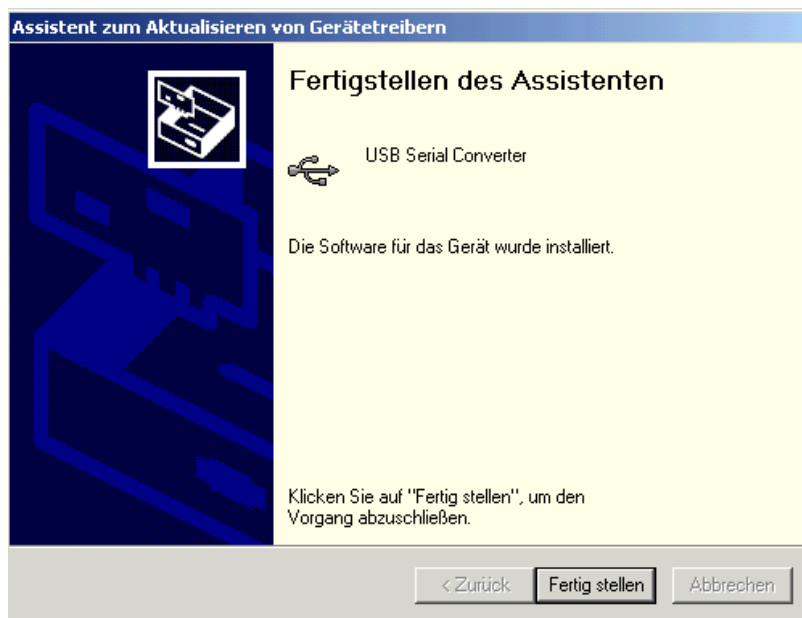 Assistent zum Aktualisieren von Gerätetreibern
Fertigstellen des Assistenten
USB Serial Converter
Die Software für das Gerät wurde installiert.
Klicken Sie auf "Fertig stellen", um den
Vorgang abzuschließen.
< Zurück Fertig stellen Abbrechen